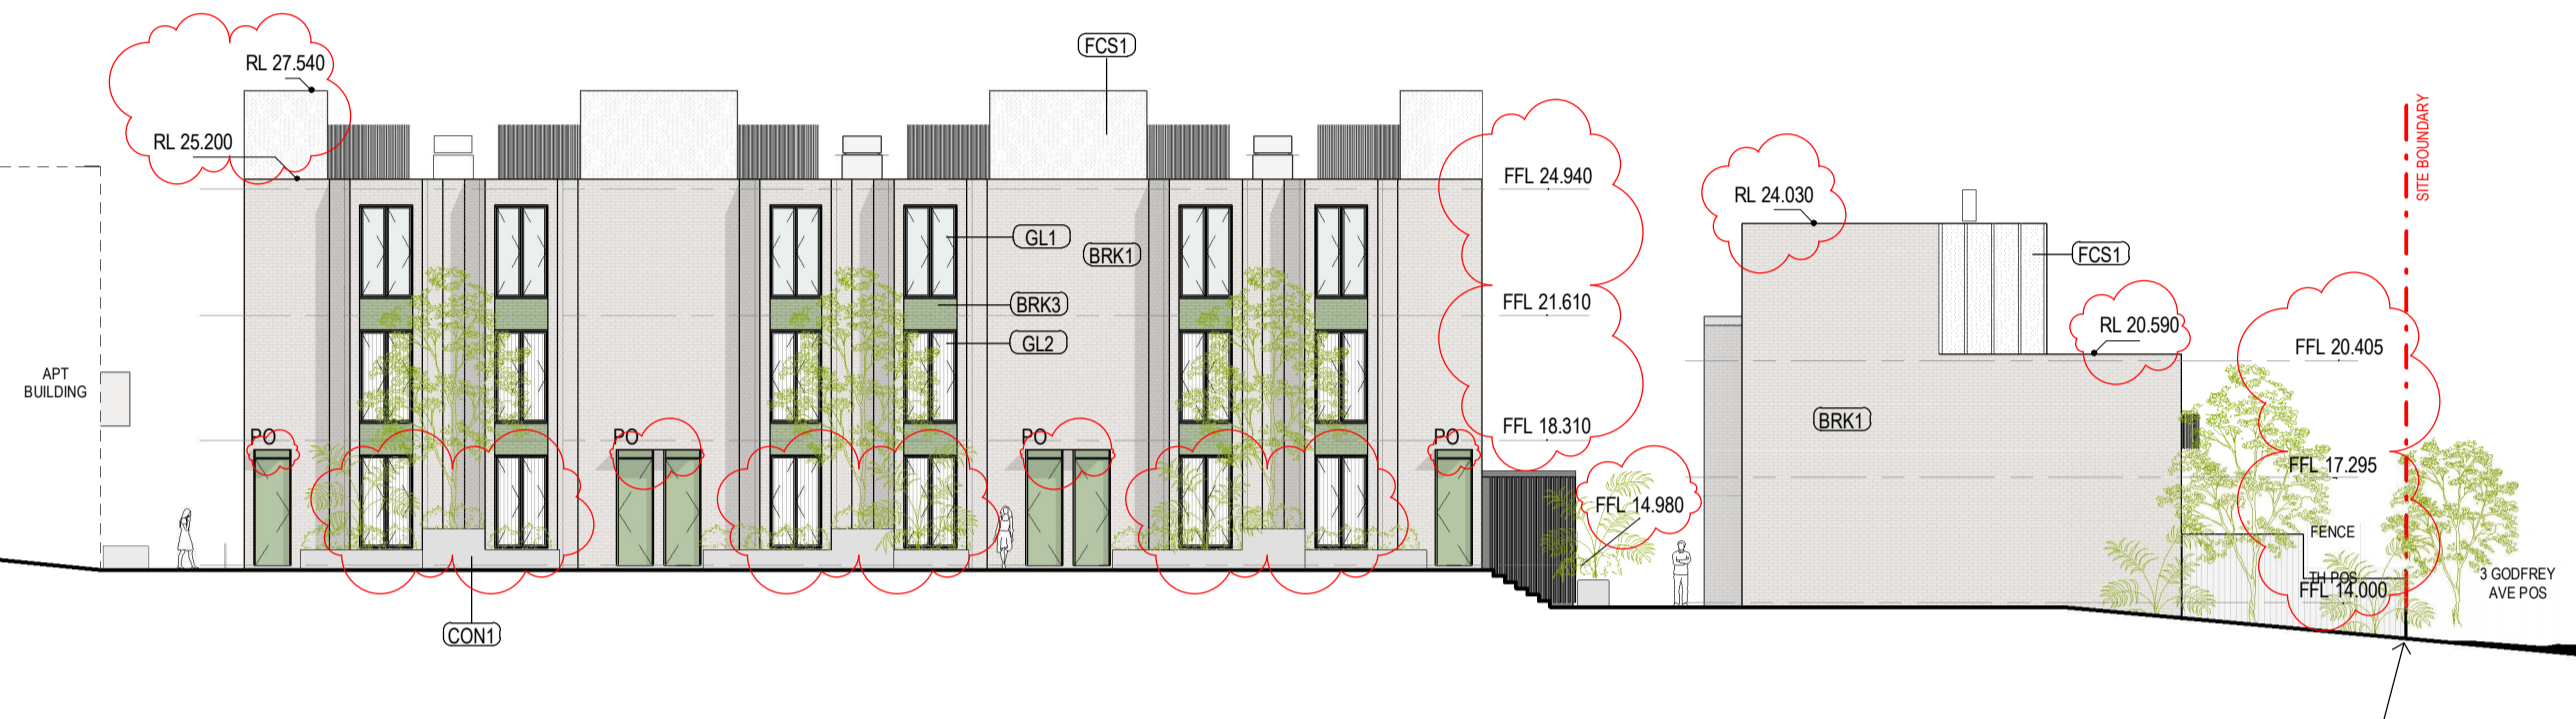 RL 27.540
RL 25.200
FCS1
FFL 24.940
RL 24.030
SITE BOUNDARY
GL1
BRK1
FCS1
BRK3
FFL 21.610
RL 20.590
GL2
FFL 20.405
APT
BUILDING
BRK1
FFL 18.310
PO
PO
PO
PO
FFL 17.295
FFL 14.980
FENCE
TH POS
FFL 14.000
3 GODFREY
AVE POS
CON1